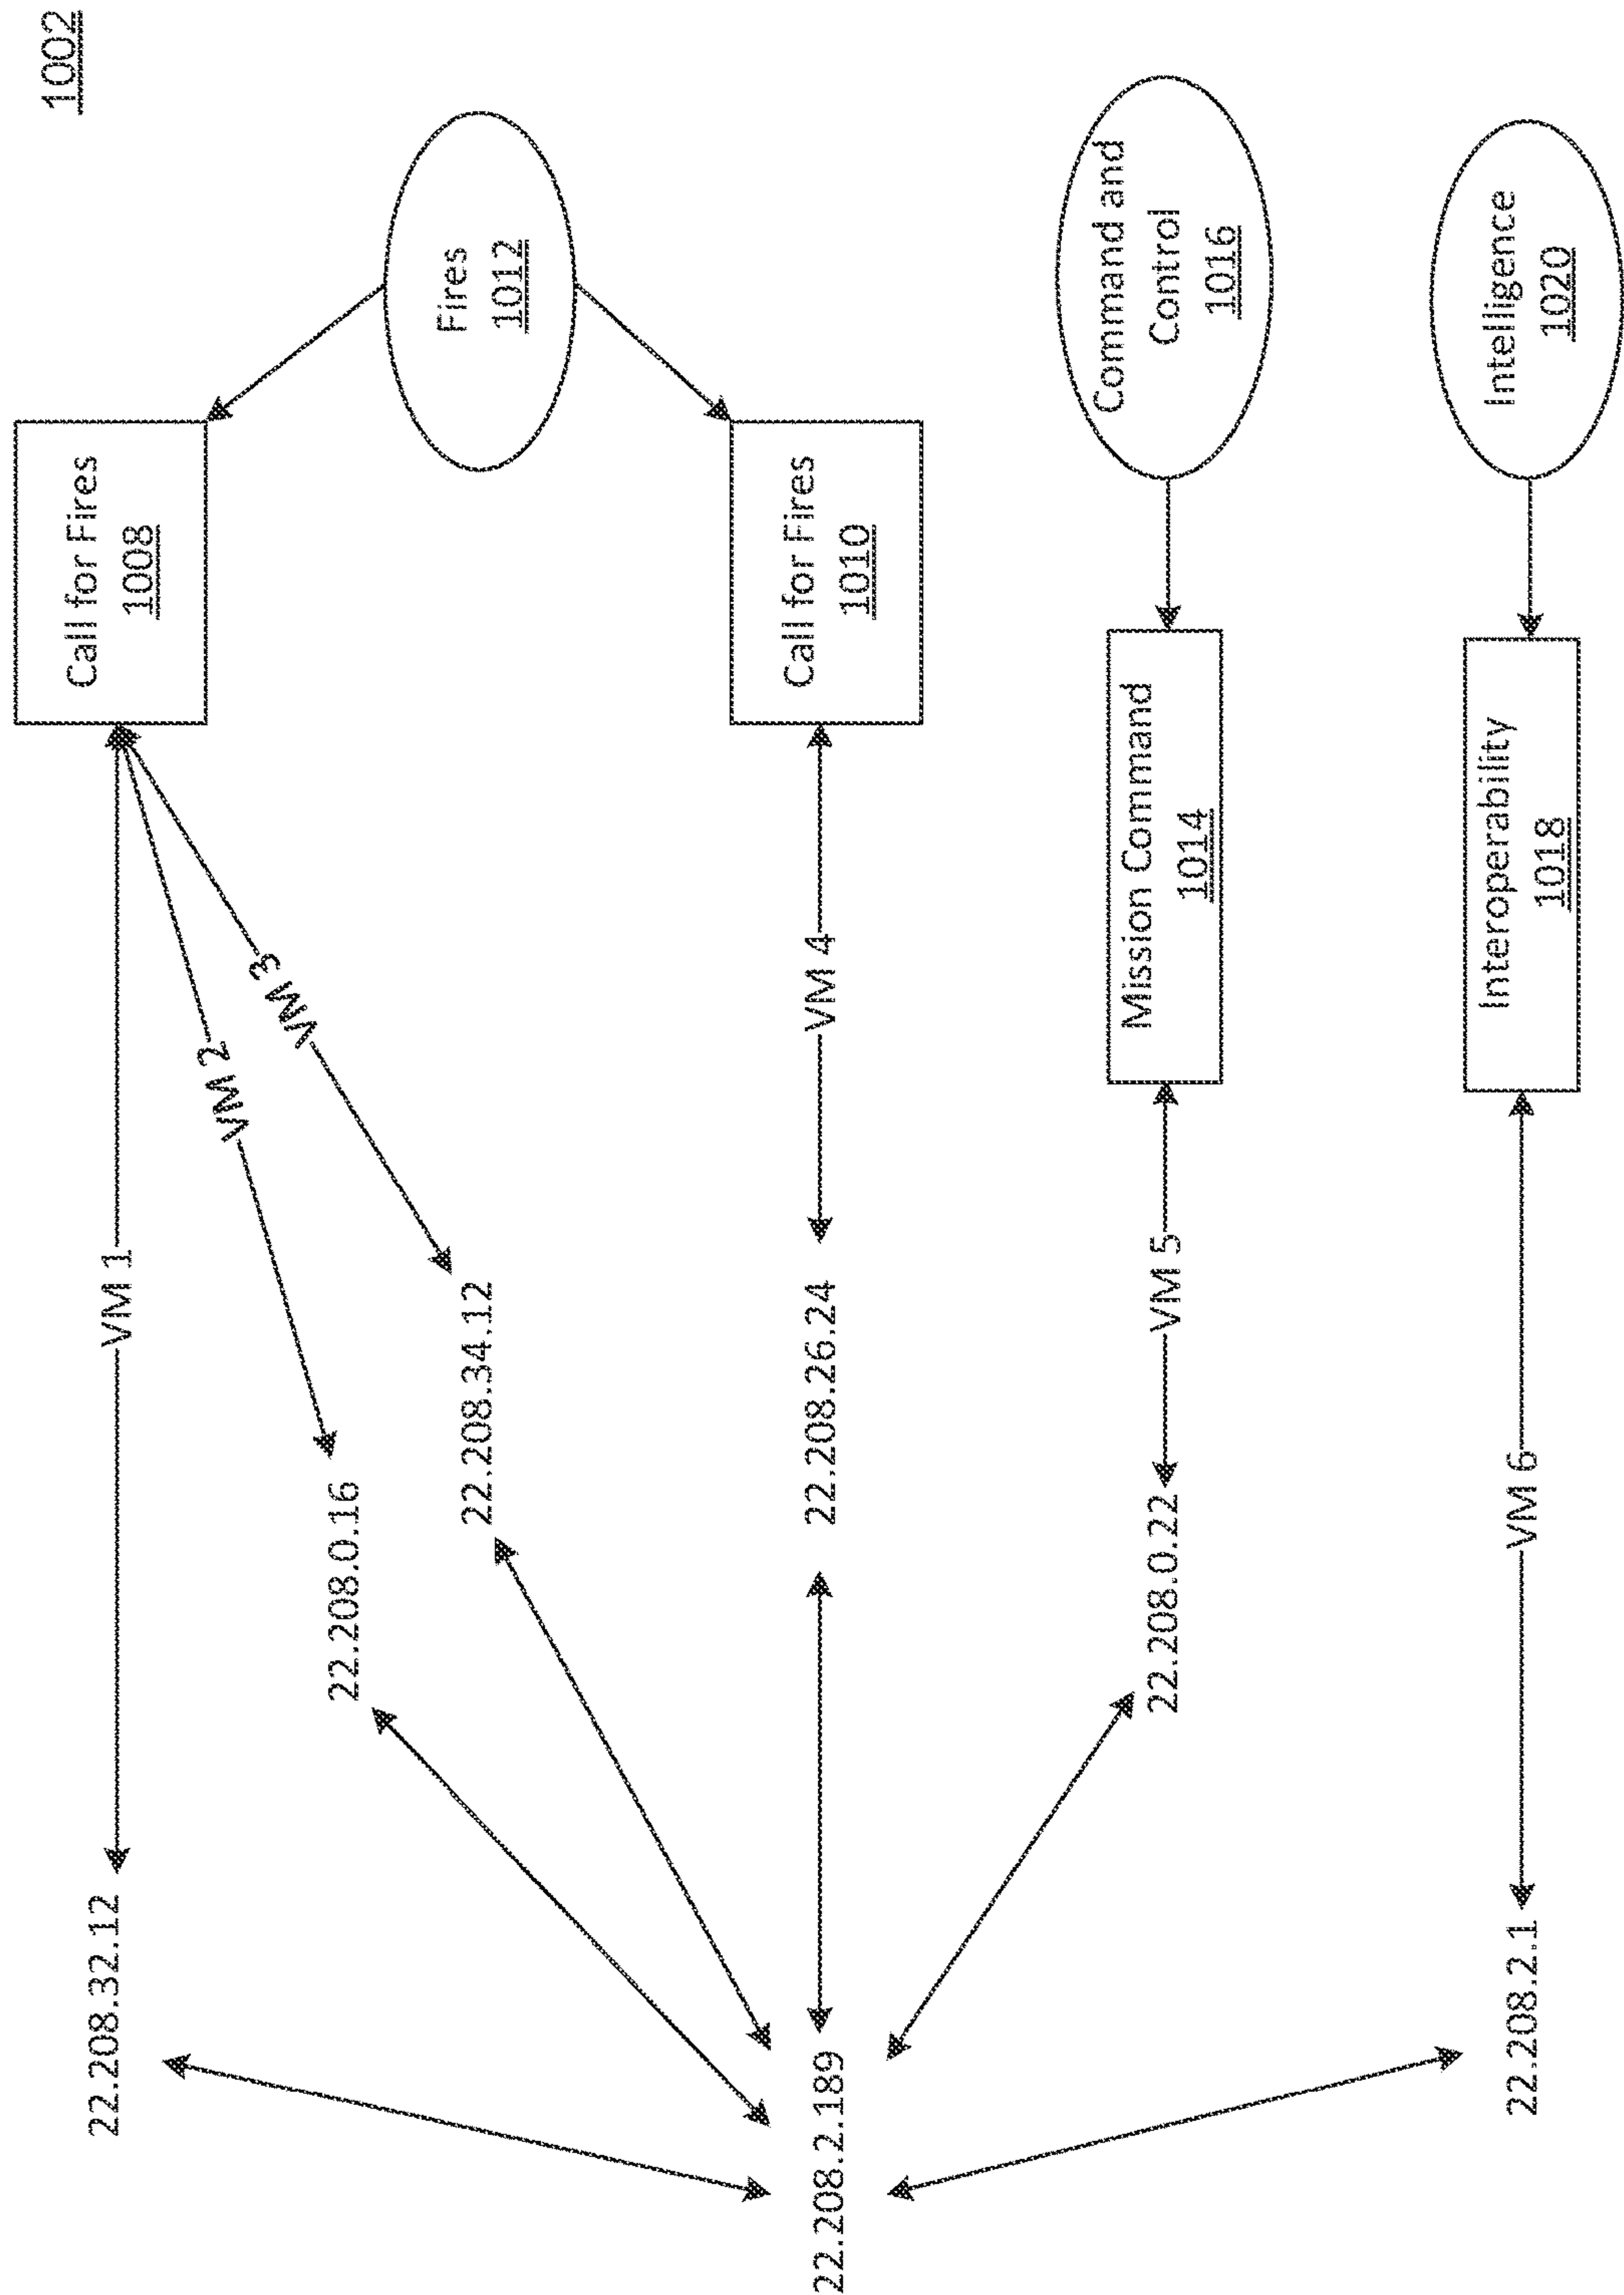 1002
22.208.32.12
VM 1
Call for Fires
1008
VM 2
22.208.0.16
VM 3
22.208.34.12
Fires
1012
22.208.2.189
22.208.26.24
VM 4
Call for Fires
1010
22.208.0.22
VM 5
Mission Command
1014
Command and
Control
1016
22.208.2.1
VM 6
Interoperability
1018
Intelligence
1020